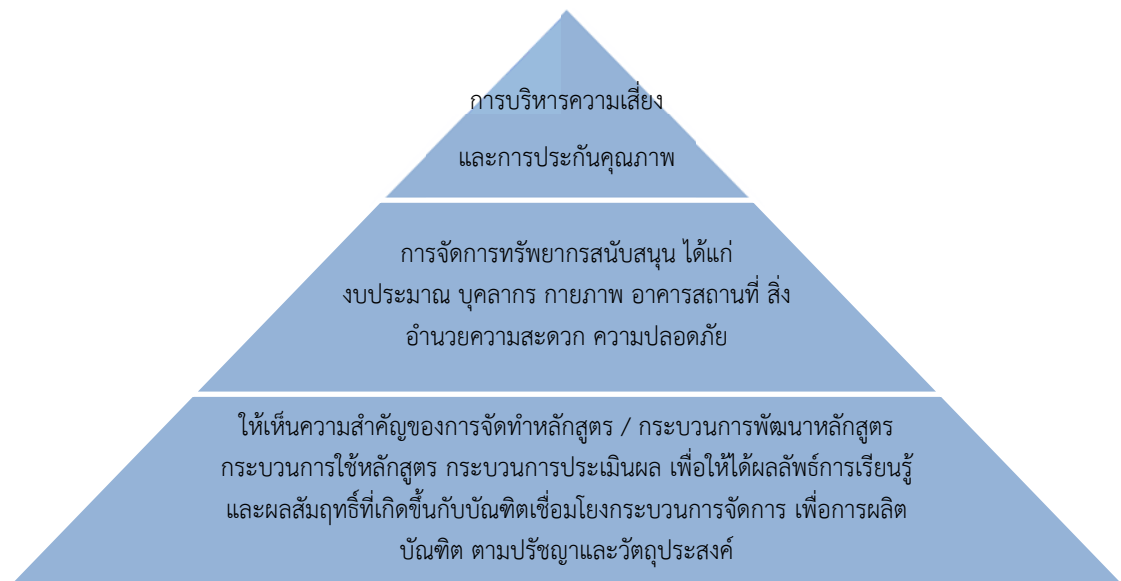 การบริหารความเสี่ยง
และการประกันคุณภาพ
การจัดการทรัพยากรสนับสนุน ได้แก่
งบประมาณ บุคลากร กายภาพ อาคารสถานที่ สิ่ง
อำนวยความสะดวก ความปลอดภัย
ให้เห็นความสำคัญของการจัดทำหลักสูตร / กระบวนการพัฒนาหลักสูตร
กระบวนการใช้หลักสูตร กระบวนการประเมินผล เพื่อให้ได้ผลลัพธ์การเรียนรู้
และผลสัมฤทธิ์ที่เกิดขึ้นกับบัณฑิตเชื่อมโยงกระบวนการจัดการ เพื่อการผลิต
บัณฑิต ตามปรัชญาและวัตถุประสงค์